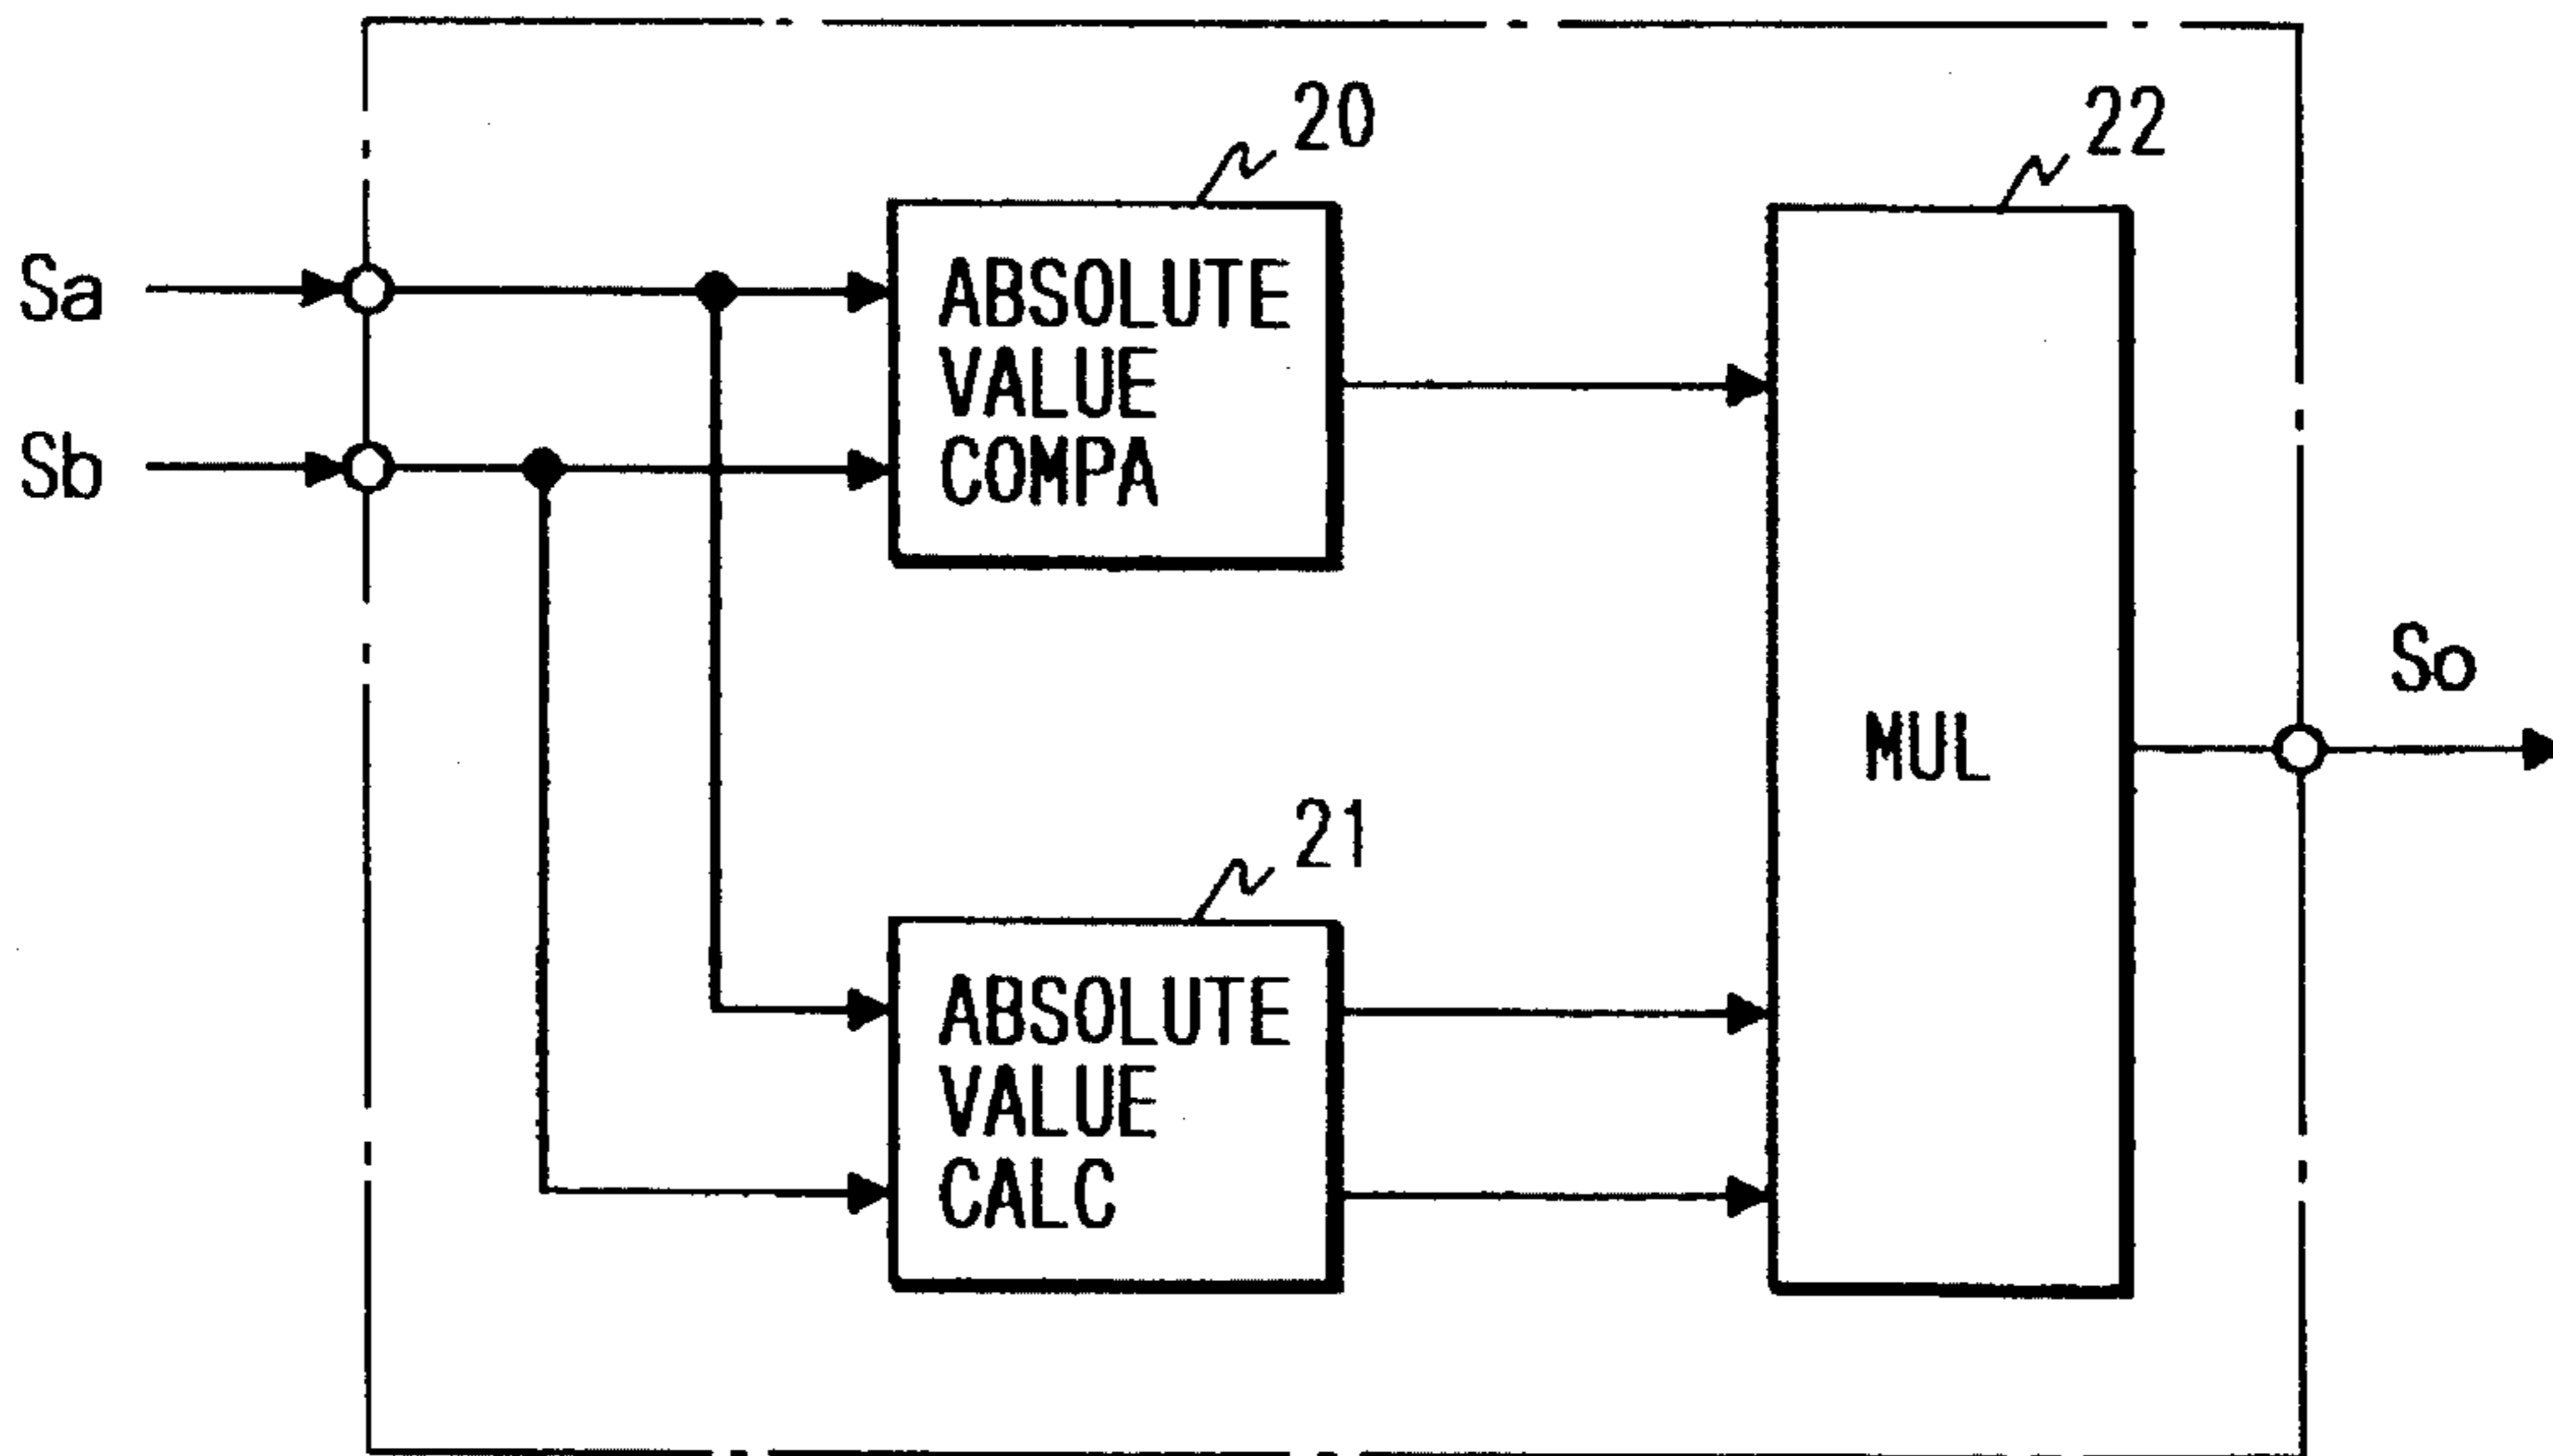 20
22
Sa
ABSOLUTE
VALUE
COMPA
Sb
So
MUL
21
ABSOLUTE
VALUE
CALC